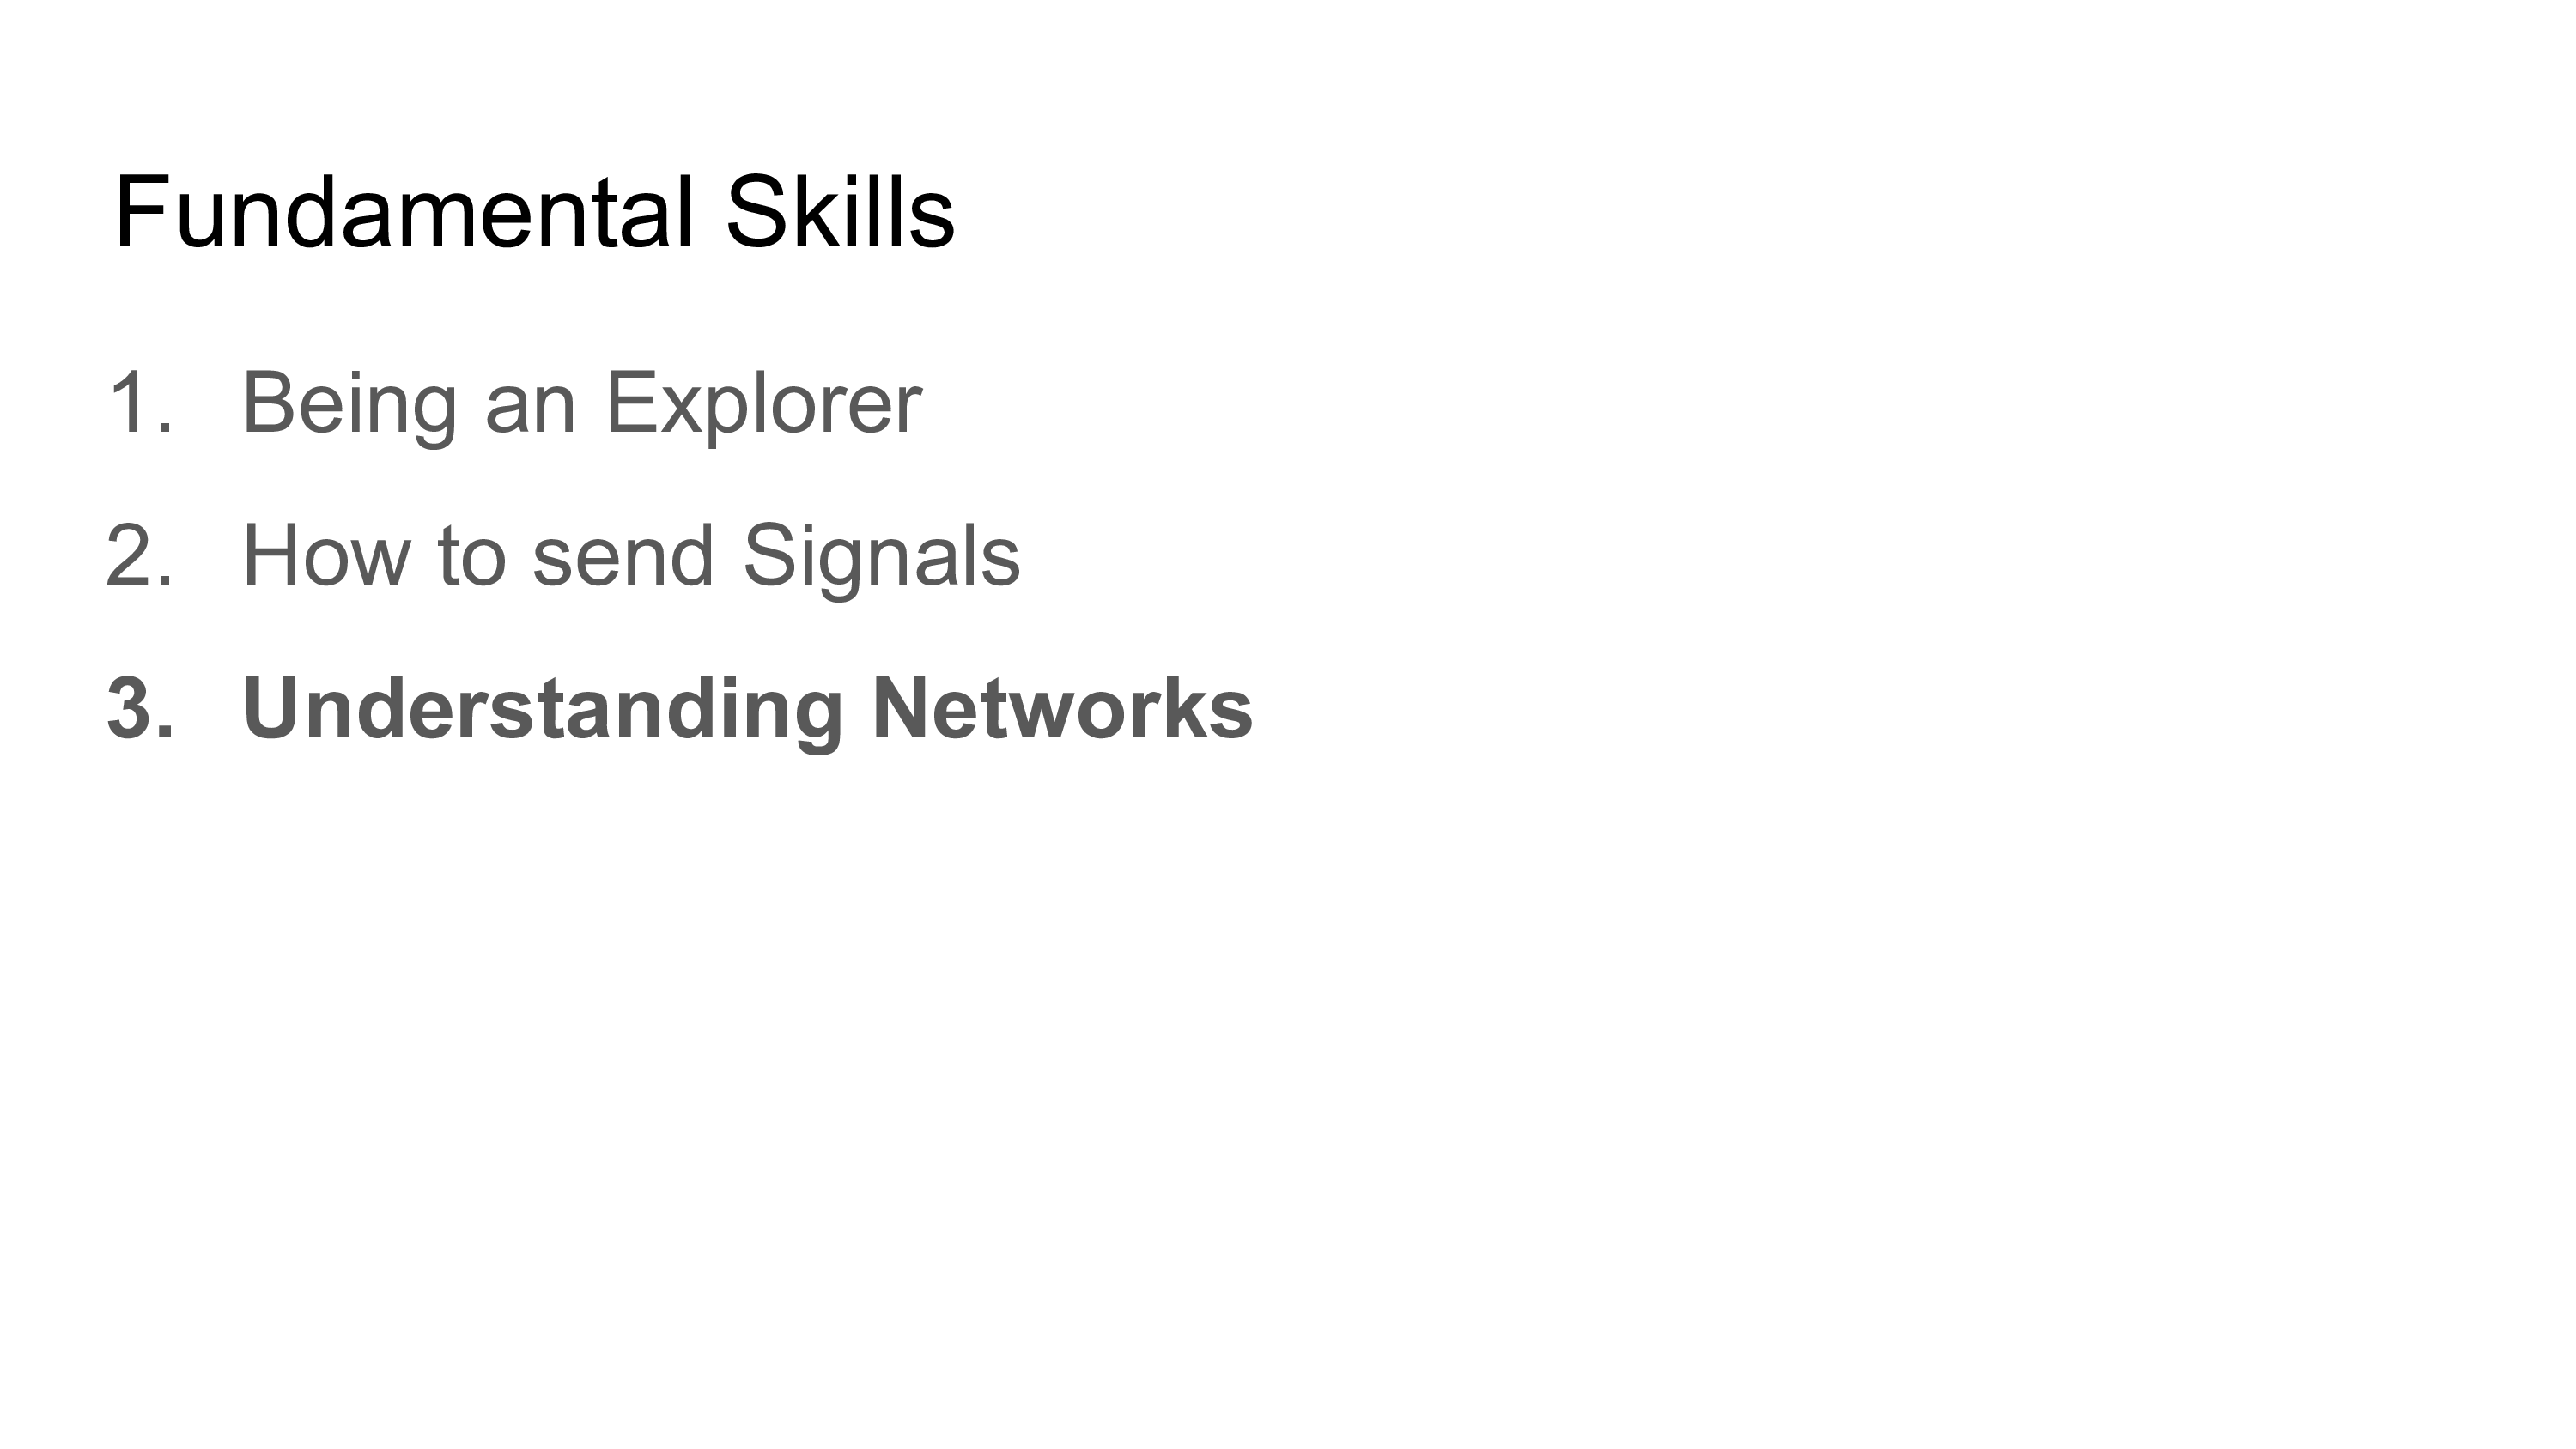 Fundamental Skills
1. Being an Explorer
2. How to send Signals
3. Understanding Networks